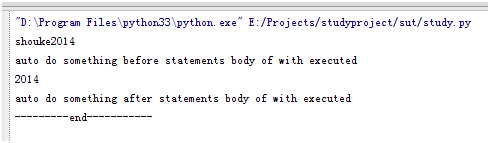 "D:\Program Files\python33\python.exe" E:/Projects/studyproject/sut/study.py
shouke2014
auto do something before statements body of with executed
2014
auto do something after statements body of with executed
---------end-----------